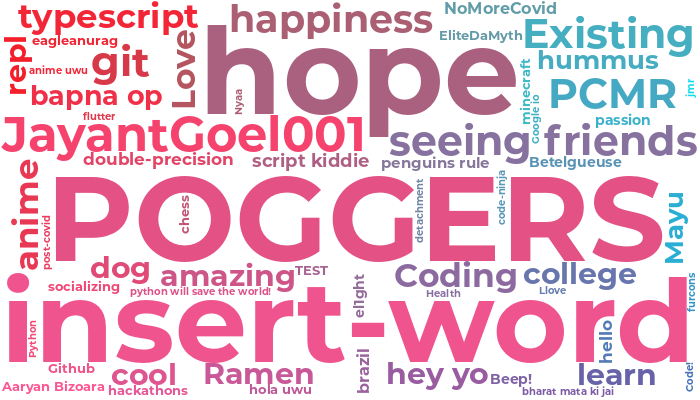 typescript
happiness
NoMoreCovid
eagleanurag
repl
Love
hope
EliteDaMyth
Existing
anime uwu
git
hummus
minecraft
Google io
jmr
bapna op
Nyaa
PCMR
flutter
passion
JayantGoel001
seeing friends
double-precision
script kiddie
penguins rule
Betelgueuse
anime
post-covid
POGGERS
chess
detachment
code-ninja
Mayu
dog
amazing
TEST
Coding
college
socializing
python will save the world!
el1ght
Health
Llove
furcons
insert-word
Python
hello
Github
cool
Ramen
brazil
hey yo
Beep!
learn
Code!
Aaryan Bizoara
hackathons
hola uwu
bharat mata ki jai